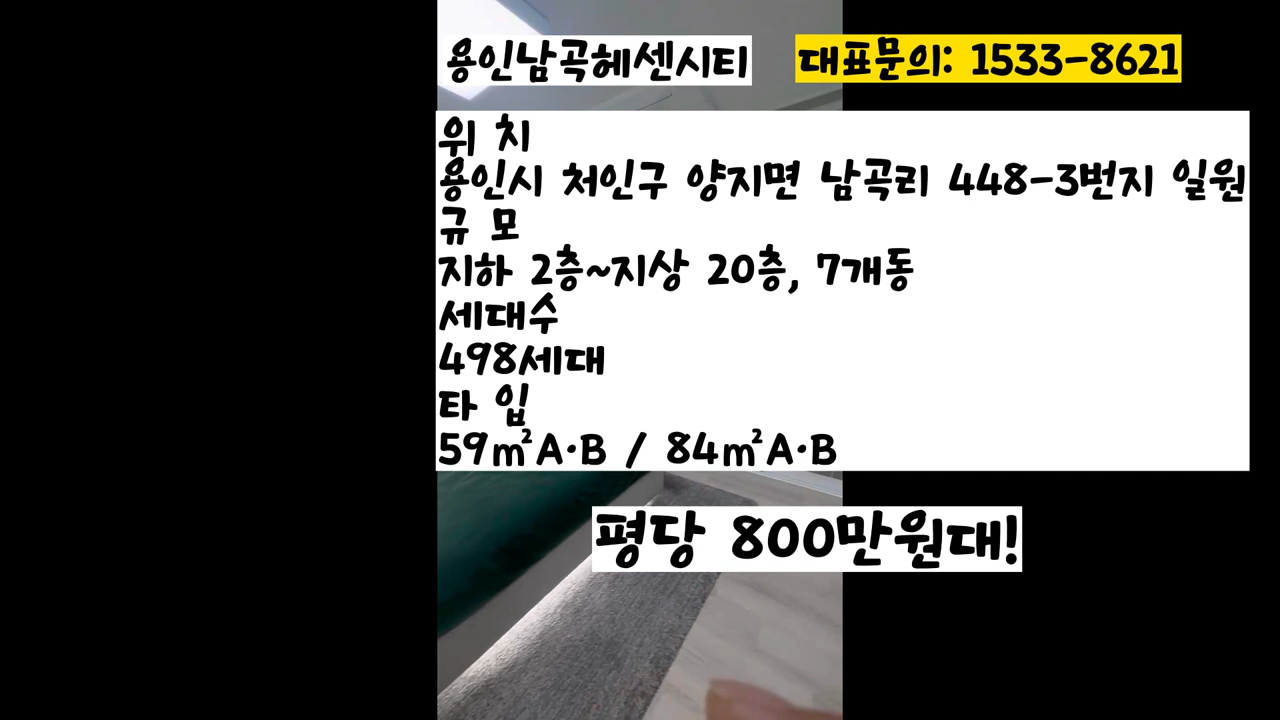 용인남곡헤센시티 대표문의: 1533-8621
위 치
용인시 처인구 양지면 남곡리 448-3번지 일원
규 모
지하 2층~지상 20층, 7개동
세대수
498세대
타 입
59㎡A·B / 84㎡A·B
평당 800만원대!